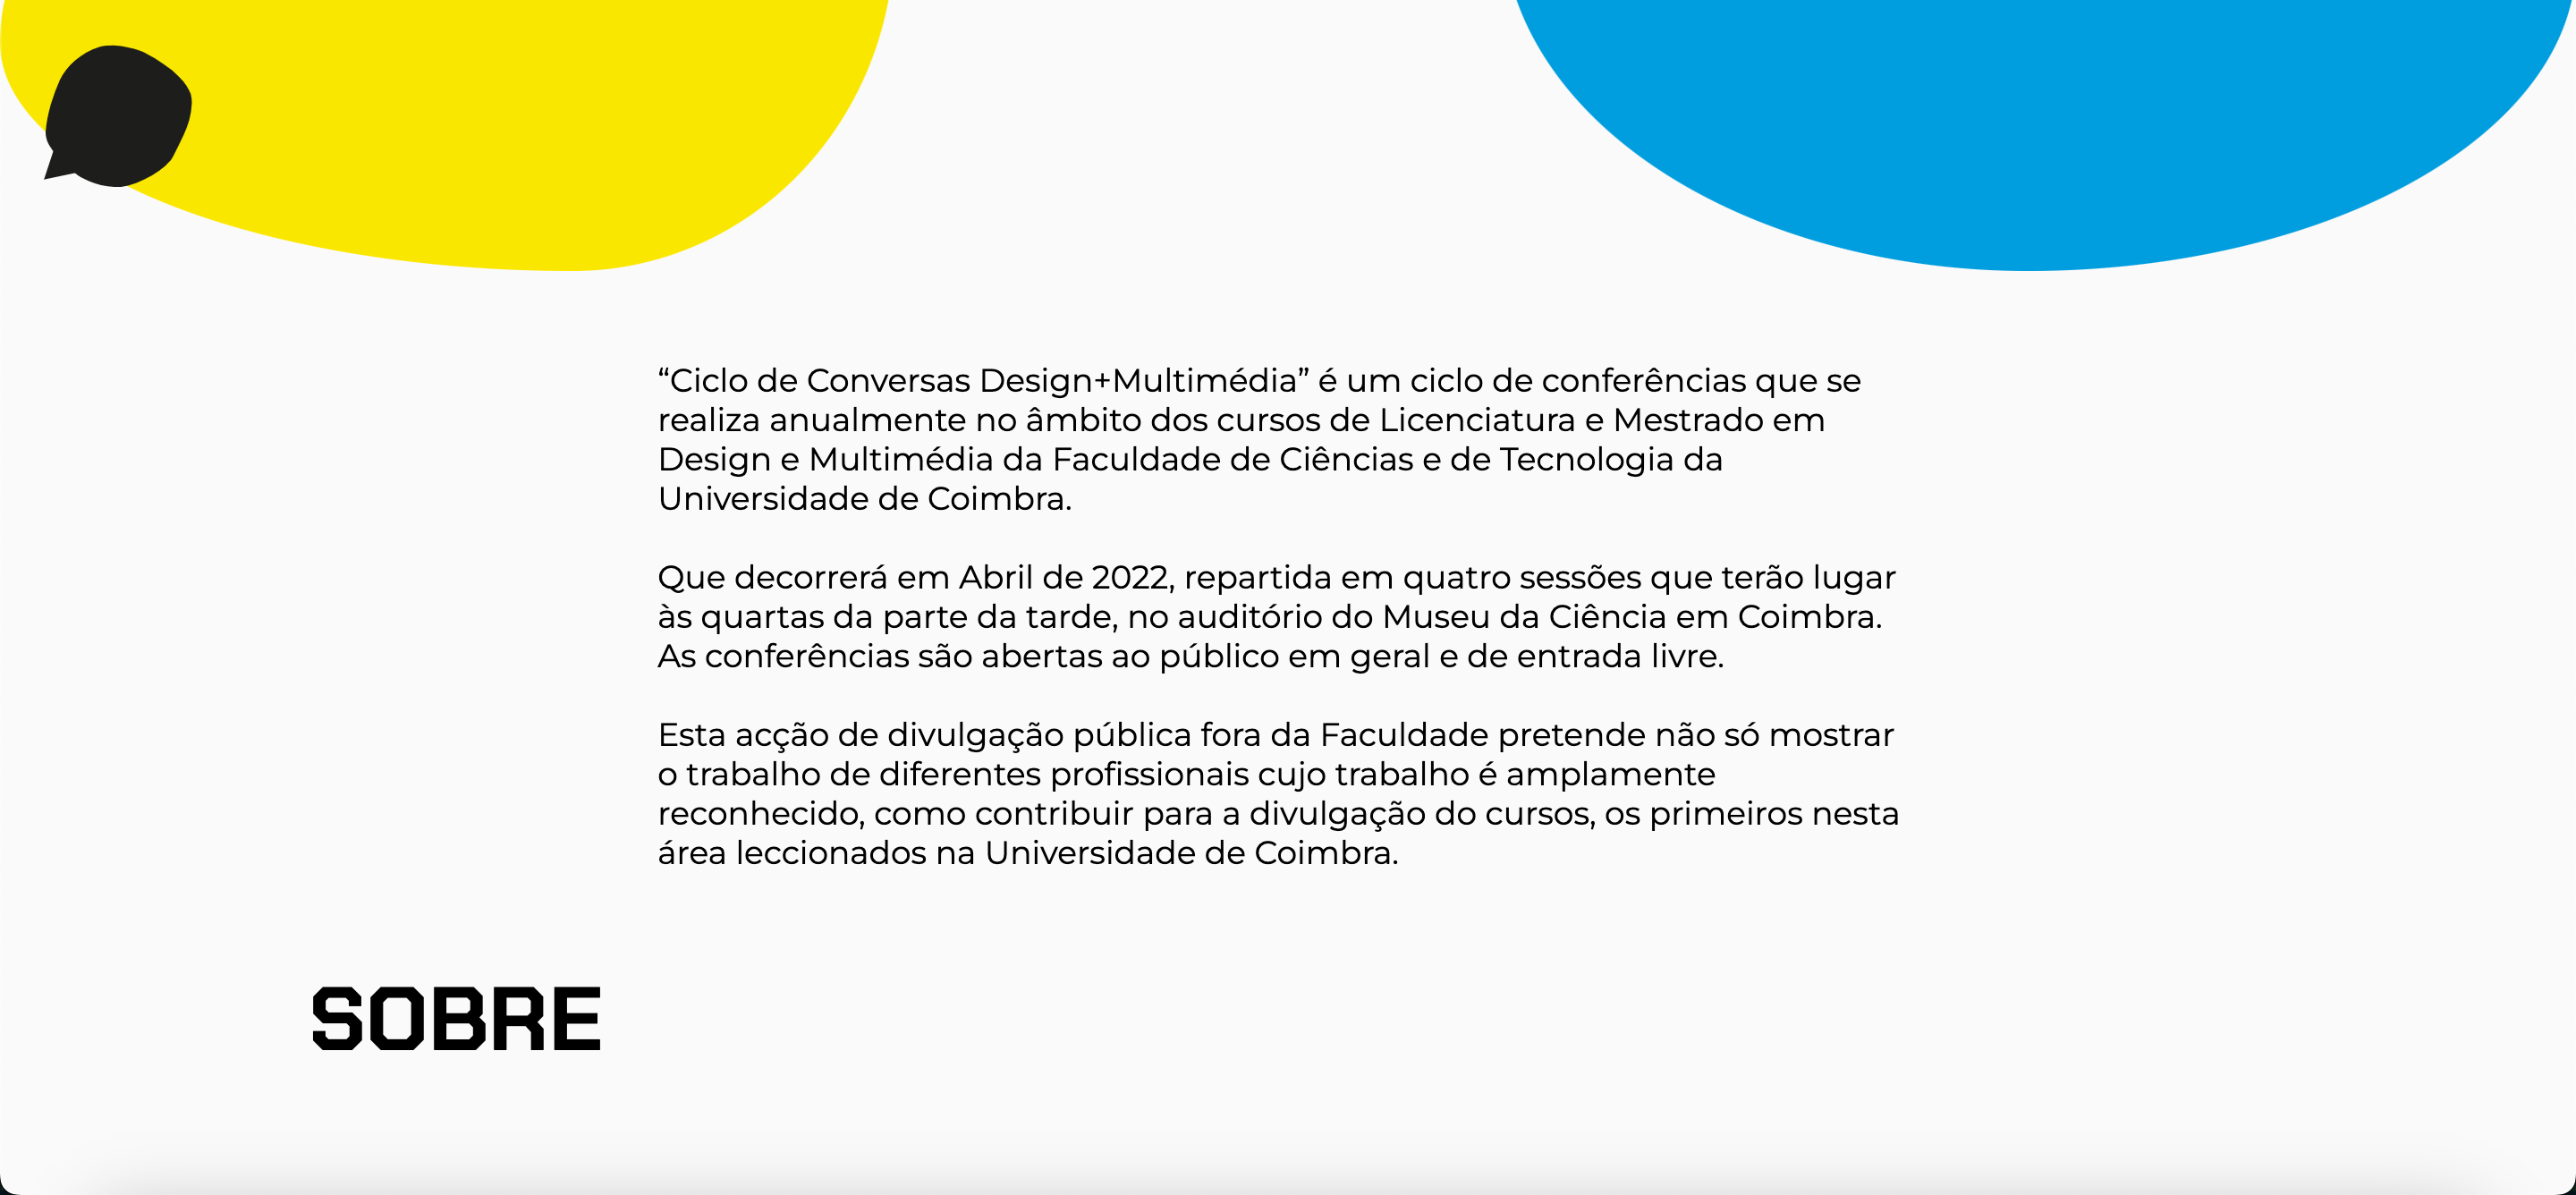 “Ciclo de Conversas Design+Multimédia” é um ciclo de conferências que se
realiza anualmente no âmbito dos cursos de Licenciatura e Mestrado em
Design e Multimédia da Faculdade de Ciências e de Tecnologia da
Universidade de Coimbra.
Que decorrerá em Abril de 2022, repartida em quatro sessões que terão lugar
às quartas da parte da tarde, no auditório do Museu da Ciência em Coimbra.
As conferências são abertas ao público em geral e de entrada livre.
Esta acção de divulgação pública fora da Faculdade pretende não só mostrar
o trabalho de diferentes profissionais cujo trabalho é amplamente
reconhecido, como contribuir para a divulgação do cursos, os primeiros nesta
área leccionados na Universidade de Coimbra.
SOBRE